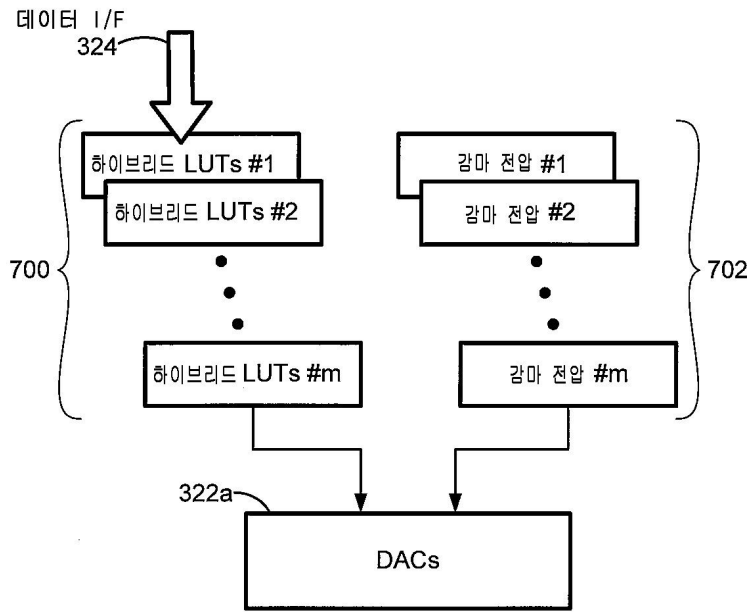 데이터 I/F
324
하이브리드 LUTs #1
감마 전압 #1
하이브리드 LUTs #2
감마 전압 #2
700
702
하이브리드 LUTs #m
감마 전압 #m
322a
DACs